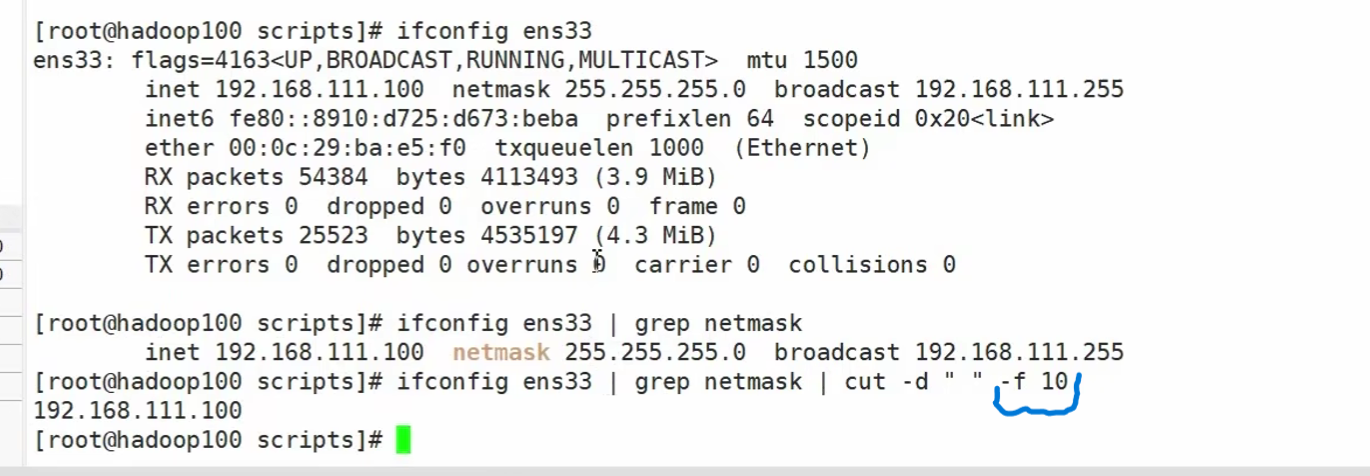 [root@hadoop100 scripts]# ifconfig ens33
ens33: flags=4163<UP,BROADCAST,RUNNING,MULTICAST>  mtu 1500
        inet 192.168.111.100  netmask 255.255.255.0  broadcast 192.168.111.255
        inet6 fe80::8910:d725:d673:beba  prefixlen 64  scopeid 0x20<link>
        ether 00:0c:29:ba:e5:f0  txqueuelen 1000  (Ethernet)
        RX packets 54384  bytes 4113493 (3.9 MiB)
        RX errors 0  dropped 0  overruns 0  frame 0
        TX packets 25523  bytes 4535197 (4.3 MiB)
        TX errors 0  dropped 0 overruns 0  carrier 0  collisions 0

[root@hadoop100 scripts]# ifconfig ens33 | grep netmask
        inet 192.168.111.100  netmask 255.255.255.0  broadcast 192.168.111.255
[root@hadoop100 scripts]# ifconfig ens33 | grep netmask | cut -d " " -f 10
192.168.111.100
[root@hadoop100 scripts]#